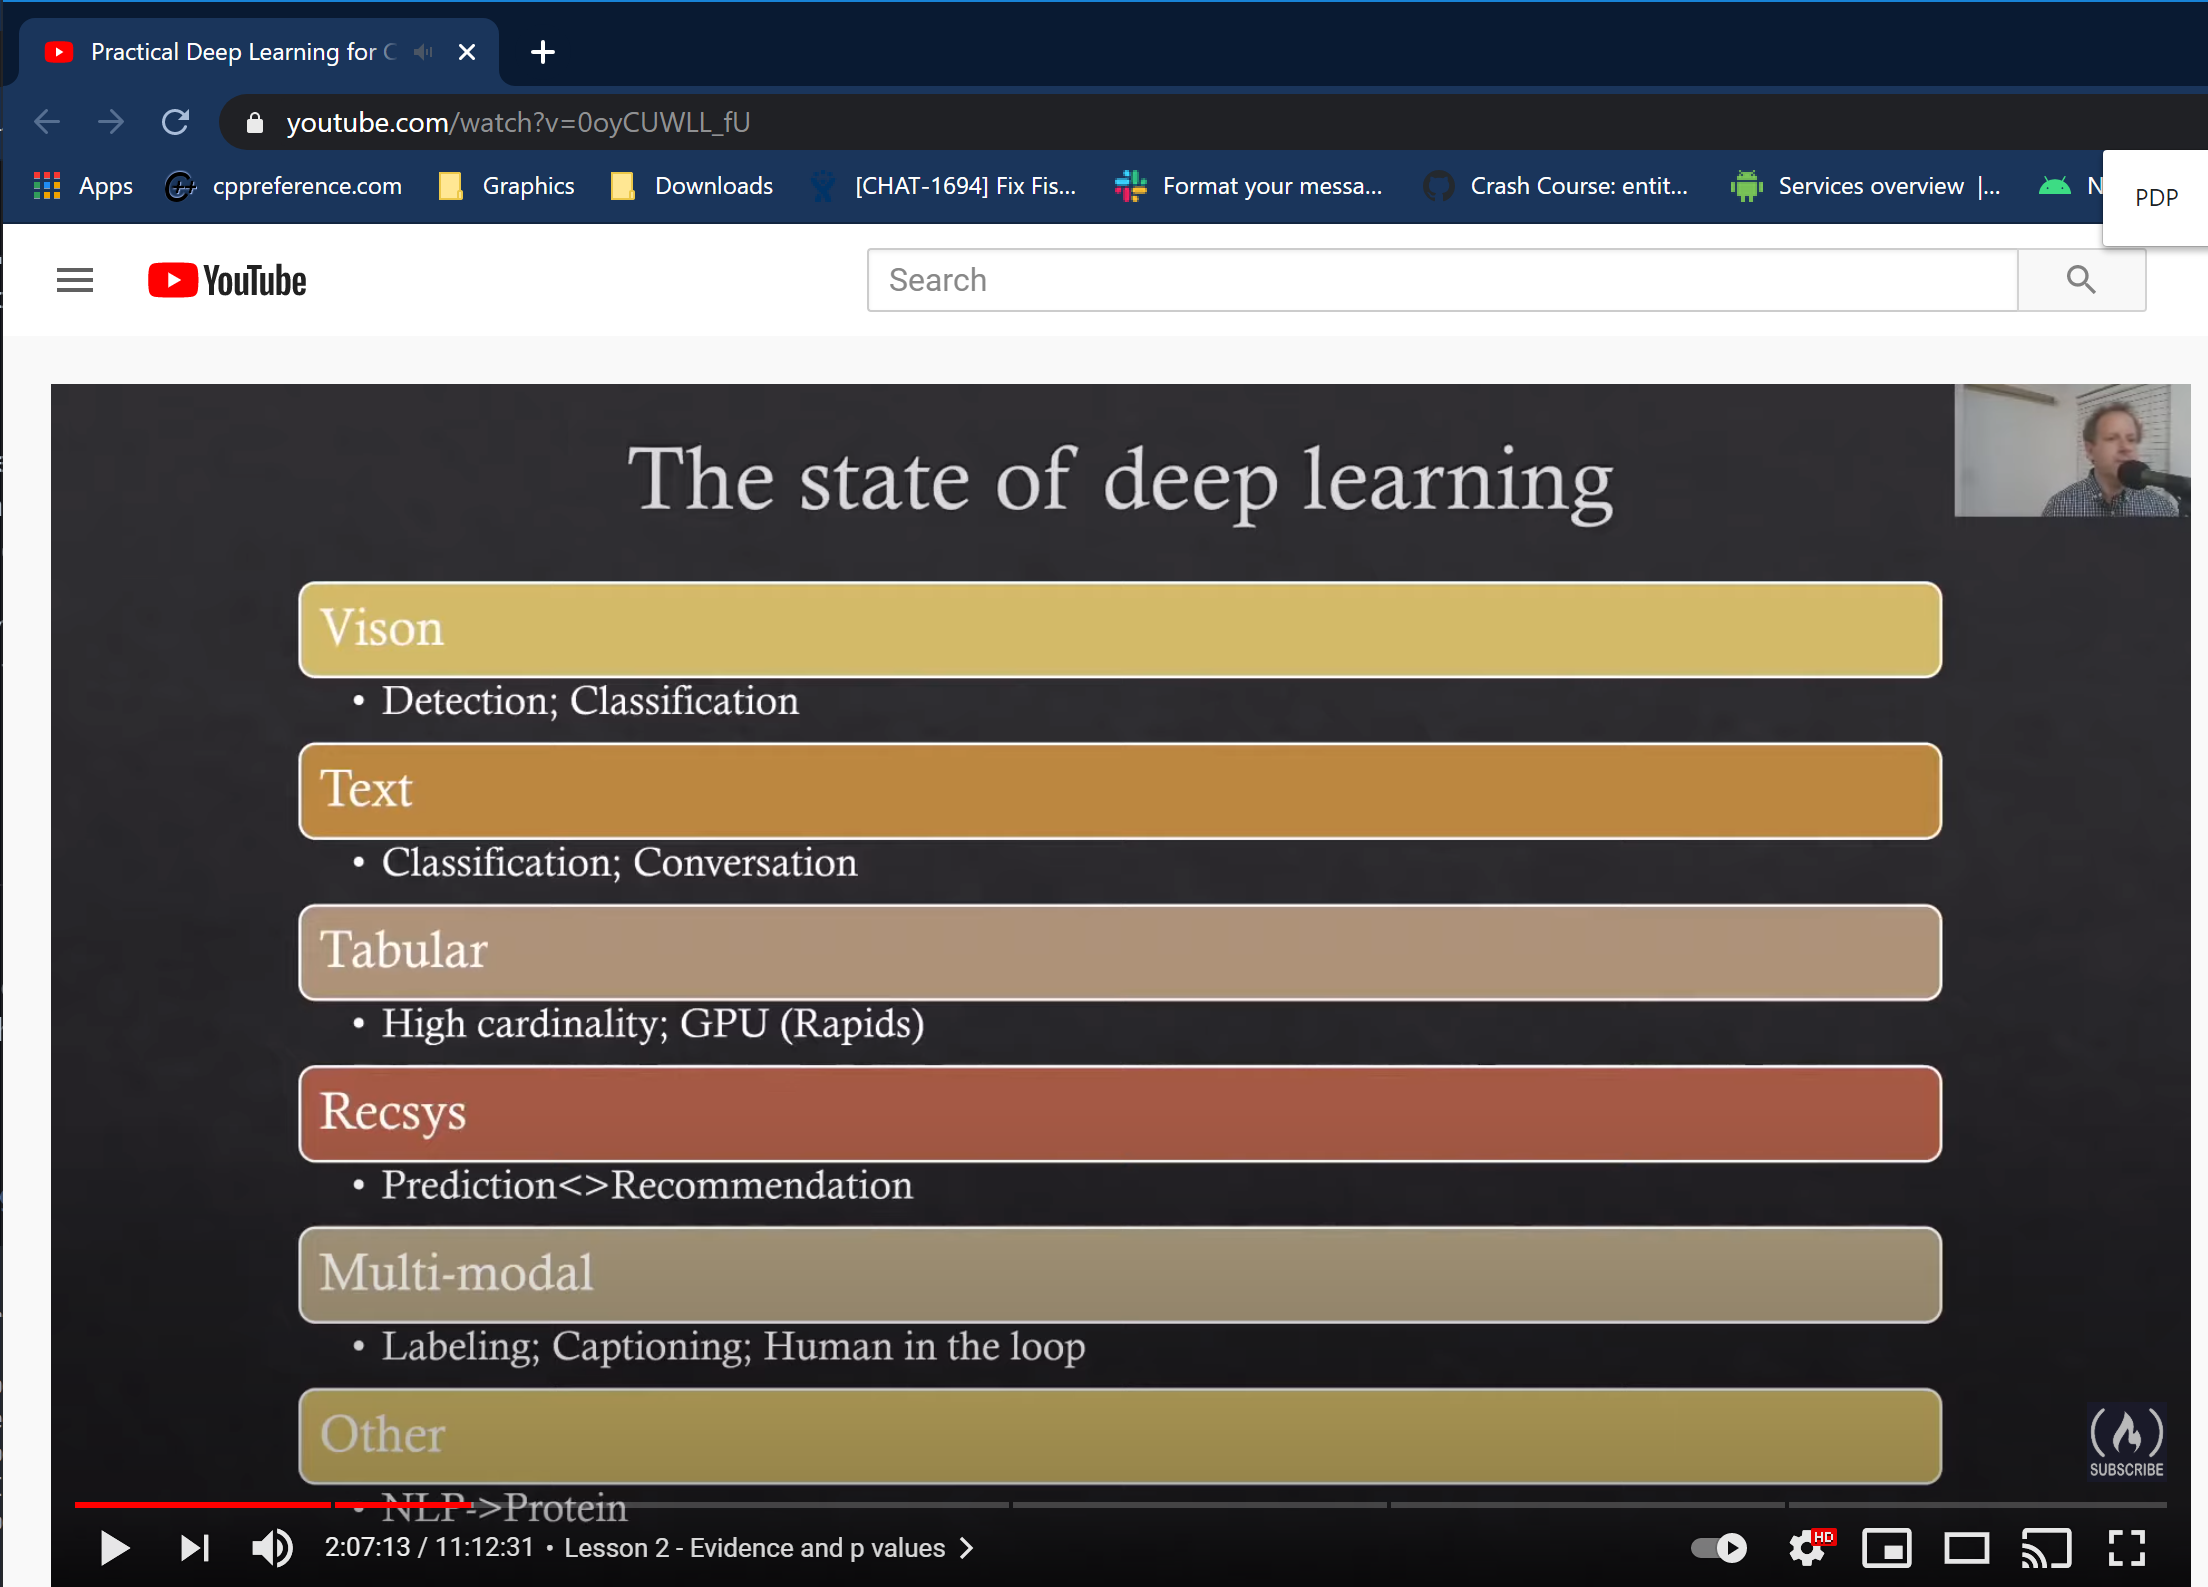 Practical Deep Learning for C
youtube.com/watch?v=0oyCUWLL_fU
Apps
cppreference.com
Graphics
Downloads
[CHAT-1694] Fix Fis...
Format your messa...
Crash Course: entit...
Services overview |...
N
PDP
YouTube
Search
The state of deep learning
Vison
• Detection; Classification
Text
• Classification; Conversation
Tabular
• High cardinality; GPU (Rapids)
Recsys
• Prediction<>Recommendation
Multi-modal
• Labeling; Captioning; Human in the loop
Other
• NLP->Protein
SUBSCRIBE
2:07:13 / 11:12:31 • Lesson 2 - Evidence and p values
HD